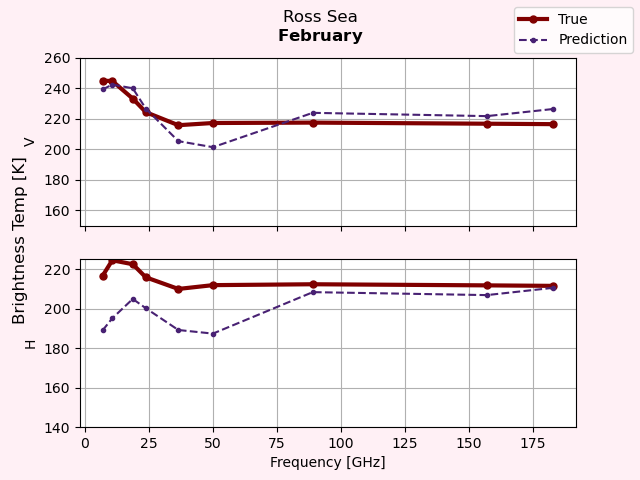 Ross Sea
February
True
Prediction
260
240
220
200
180
160
V
Brightness Temp [K]
H
220
200
180
160
140
0 25 50 75 100 125 150 175
Frequency [GHz]